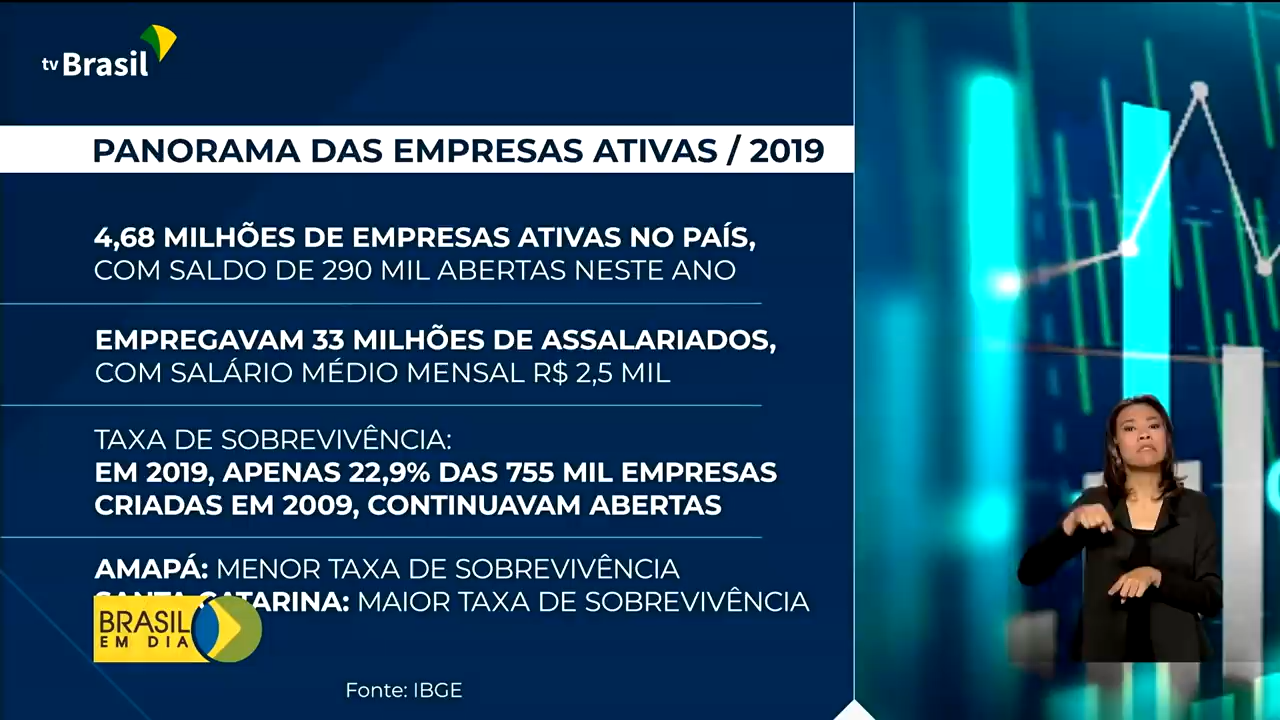 tv Brasil
PANORAMA DAS EMPRESAS ATIVAS / 2019
4,68 MILHÕES DE EMPRESAS ATIVAS NO PAÍS,
COM SALDO DE 290 MIL ABERTAS NESTE ANO
EMPREGAVAM 33 MILHÕES DE ASSALARIADOS,
COM SALÁRIO MÉDIO MENSAL R$ 2,5 MIL
TAXA DE SOBREVIVÊNCIA:
EM 2019, APENAS 22,9% DAS 755 MIL EMPRESAS
CRIADAS EM 2009, CONTINUAVAM ABERTAS
AMAPÁ: MENOR TAXA DE SOBREVIVÊNCIA
SANTA CATARINA: MAIOR TAXA DE SOBREVIVÊNCIA
BRASIL
EM DIA
Fonte: IBGE